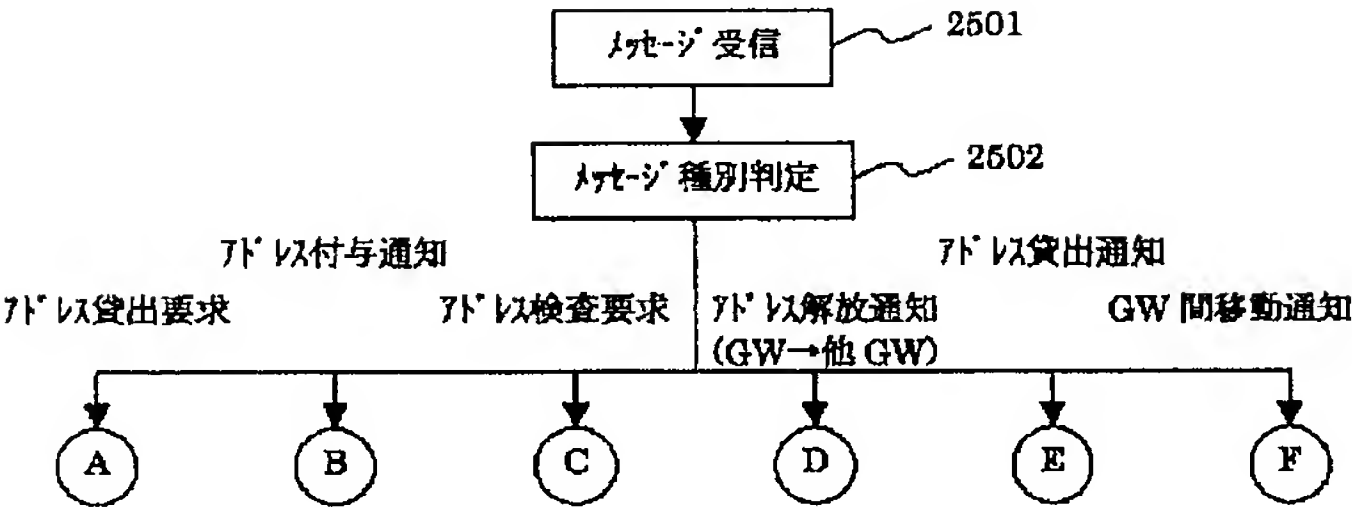 ﾒｯｾｰｼﾞ受信
2501
ﾒｯｾｰｼﾞ種別判定
2502
ｱﾄﾞﾚｽ付与通知
ｱﾄﾞﾚｽ貸出通知
ｱﾄﾞﾚｽ貸出要求
ｱﾄﾞﾚｽ検査要求
ｱﾄﾞﾚｽ解放通知
GW間移動通知
(GW→他GW)
A
B
C
D
E
F